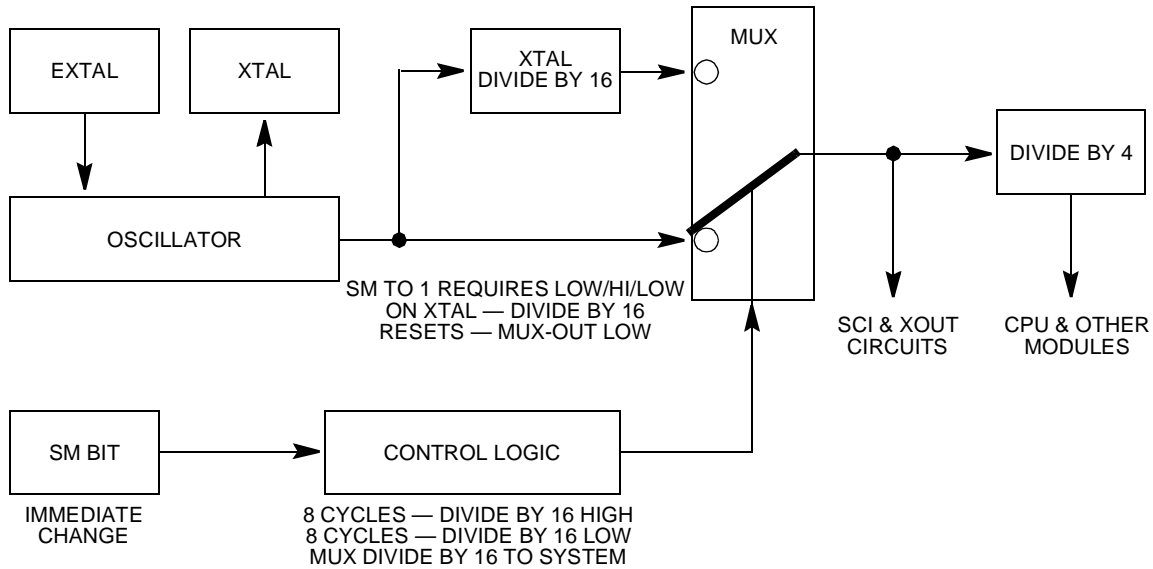 EXTAL
XTAL
XTAL
DIVIDE BY 16
MUX
DIVIDE BY 4
OSCILLATOR
SM TO 1 REQUIRES LOW/HI/LOW
ON XTAL — DIVIDE BY 16
RESETS — MUX-OUT LOW
SCI & XOUT
CIRCUITS
CPU & OTHER
MODULES
SM BIT
CONTROL LOGIC
IMMEDIATE
CHANGE
8 CYCLES — DIVIDE BY 16 HIGH
8 CYCLES — DIVIDE BY 16 LOW
MUX DIVIDE BY 16 TO SYSTEM